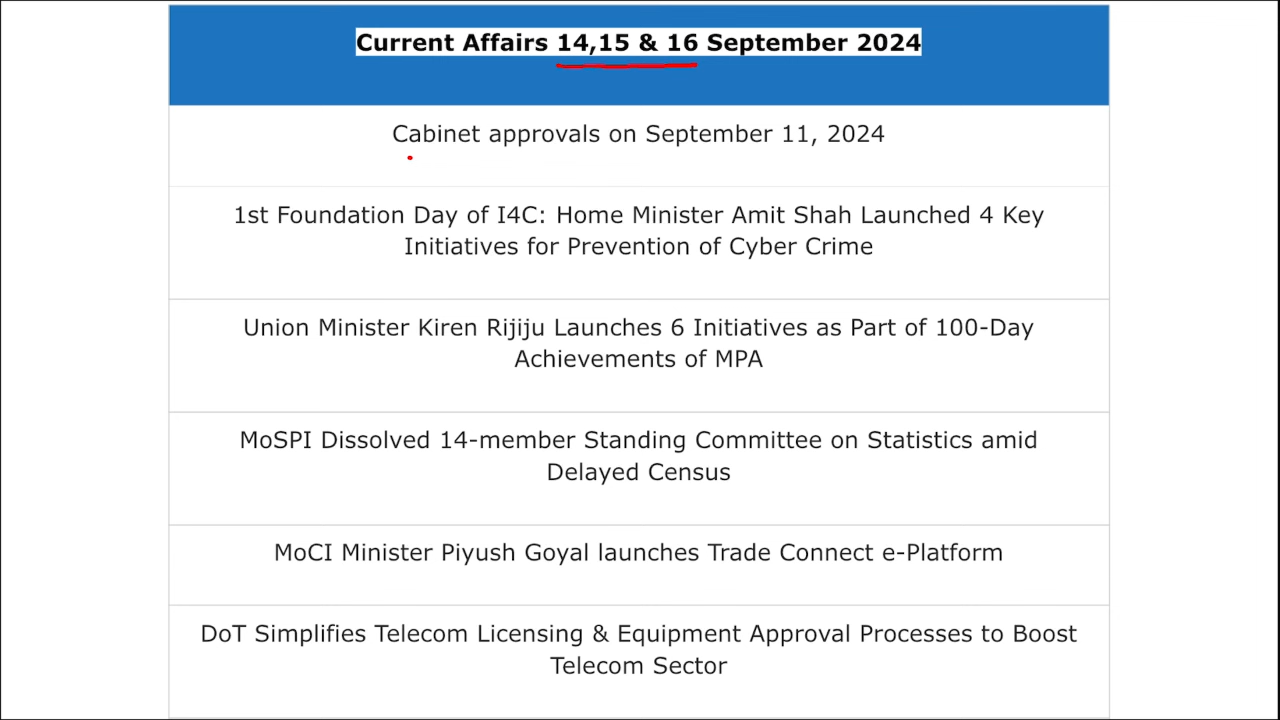 Current Affairs 14,15 & 16 September 2024
Cabinet approvals on September 11, 2024
1st Foundation Day of I4C: Home Minister Amit Shah Launched 4 Key
Initiatives for Prevention of Cyber Crime
Union Minister Kiren Rijiju Launches 6 Initiatives as Part of 100-Day
Achievements of MPA
MoSPI Dissolved 14-member Standing Committee on Statistics amid
Delayed Census
MoCI Minister Piyush Goyal launches Trade Connect e-Platform
DoT Simplifies Telecom Licensing & Equipment Approval Processes to Boost
Telecom Sector